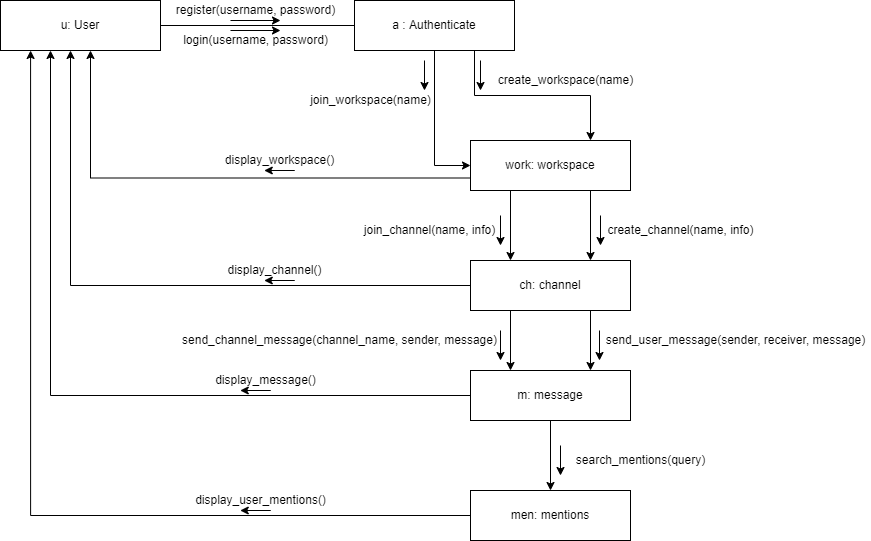 register(username, password)
u: User
a : Authenticate
login(username, password)
create_workspace(name)
join_workspace(name)
display_workspace()
work: workspace
join_channel(name, info)
create_channel(name, info)
display_channel()
ch: channel
send_channel_message(channel_name, sender, message)
send_user_message(sender, receiver, message)
display_message()
m: message
search_mentions(query)
display_user_mentions()
men: mentions